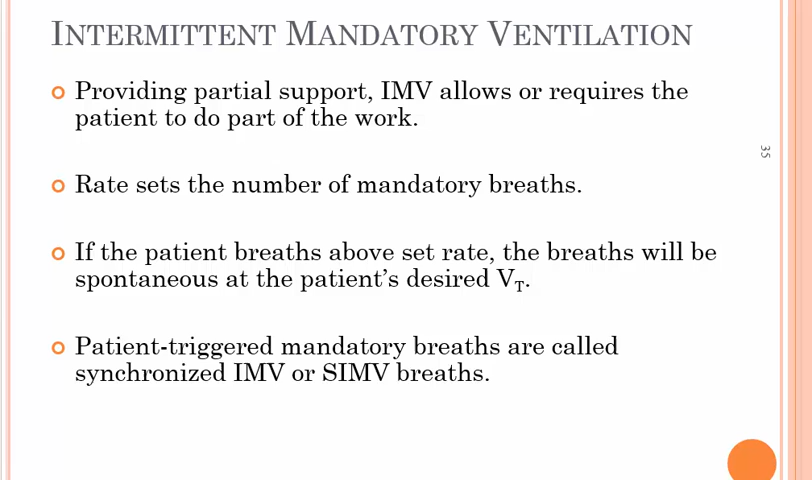 INTERMITTENT MANDATORY VENTILATION
Providing partial support, IMV allows or requires the
patient to do part of the work.
35
Rate sets the number of mandatory breaths.
If the patient breaths above set rate, the breaths will be
spontaneous at the patient's desired VT.
Patient-triggered mandatory breaths are called
synchronized IMV or SIMV breaths.